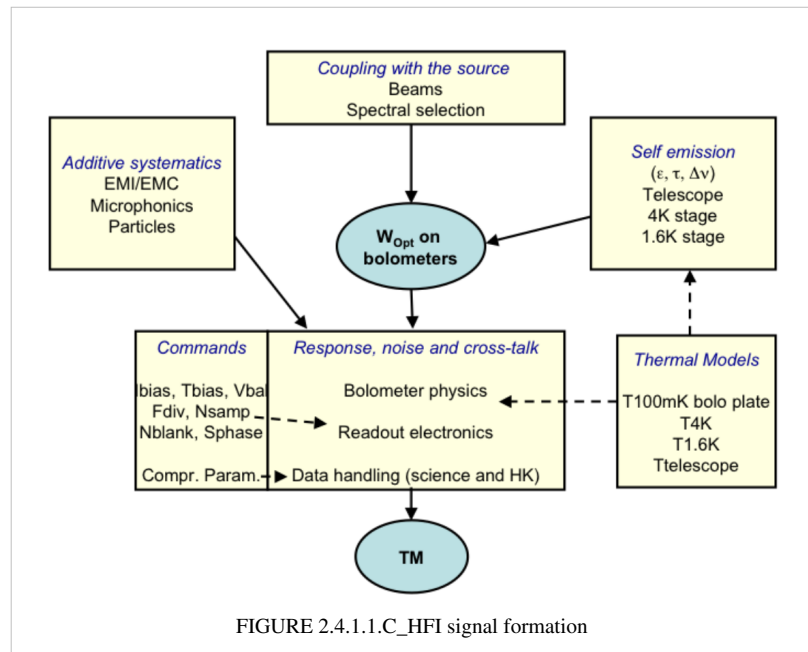 Coupling with the source
Beams
Spectral selection
Additive systematics
EMI/EMC
Microphonics
Particles
Self emission
(ε, τ, Δν)
Telescope
4K stage
1.6K stage
W_Opt on
bolometers
Commands
Ibias, Tbias, Vbal
Fdiv, Nsamp
Nblank, Sphase
Compr. Param.
Response, noise and cross-talk
Bolometer physics
Readout electronics
Data handling (science and HK)
Thermal Models
T100mK bolo plate
T4K
T1.6K
Ttelescope
TM
FIGURE 2.4.1.1.C_HFI signal formation